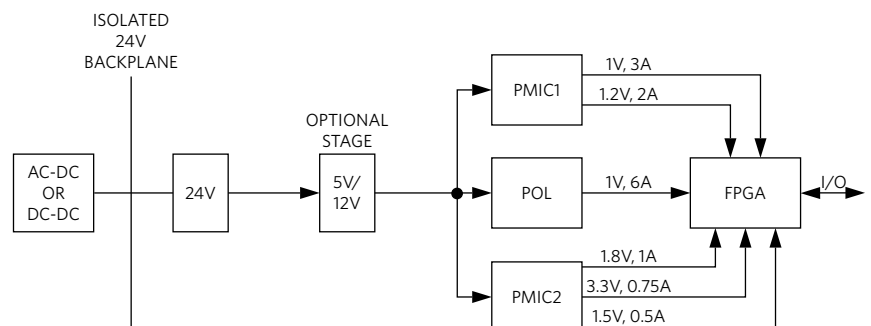 ISOLATED
24V
BACKPLANE
AC-DC
OR
DC-DC
24V
OPTIONAL
STAGE
5V/
12V
PMIC1
1V, 3A
1.2V, 2A
POL
1V, 6A
FPGA
I/O
PMIC2
1.8V, 1A
3.3V, 0.75A
1.5V, 0.5A